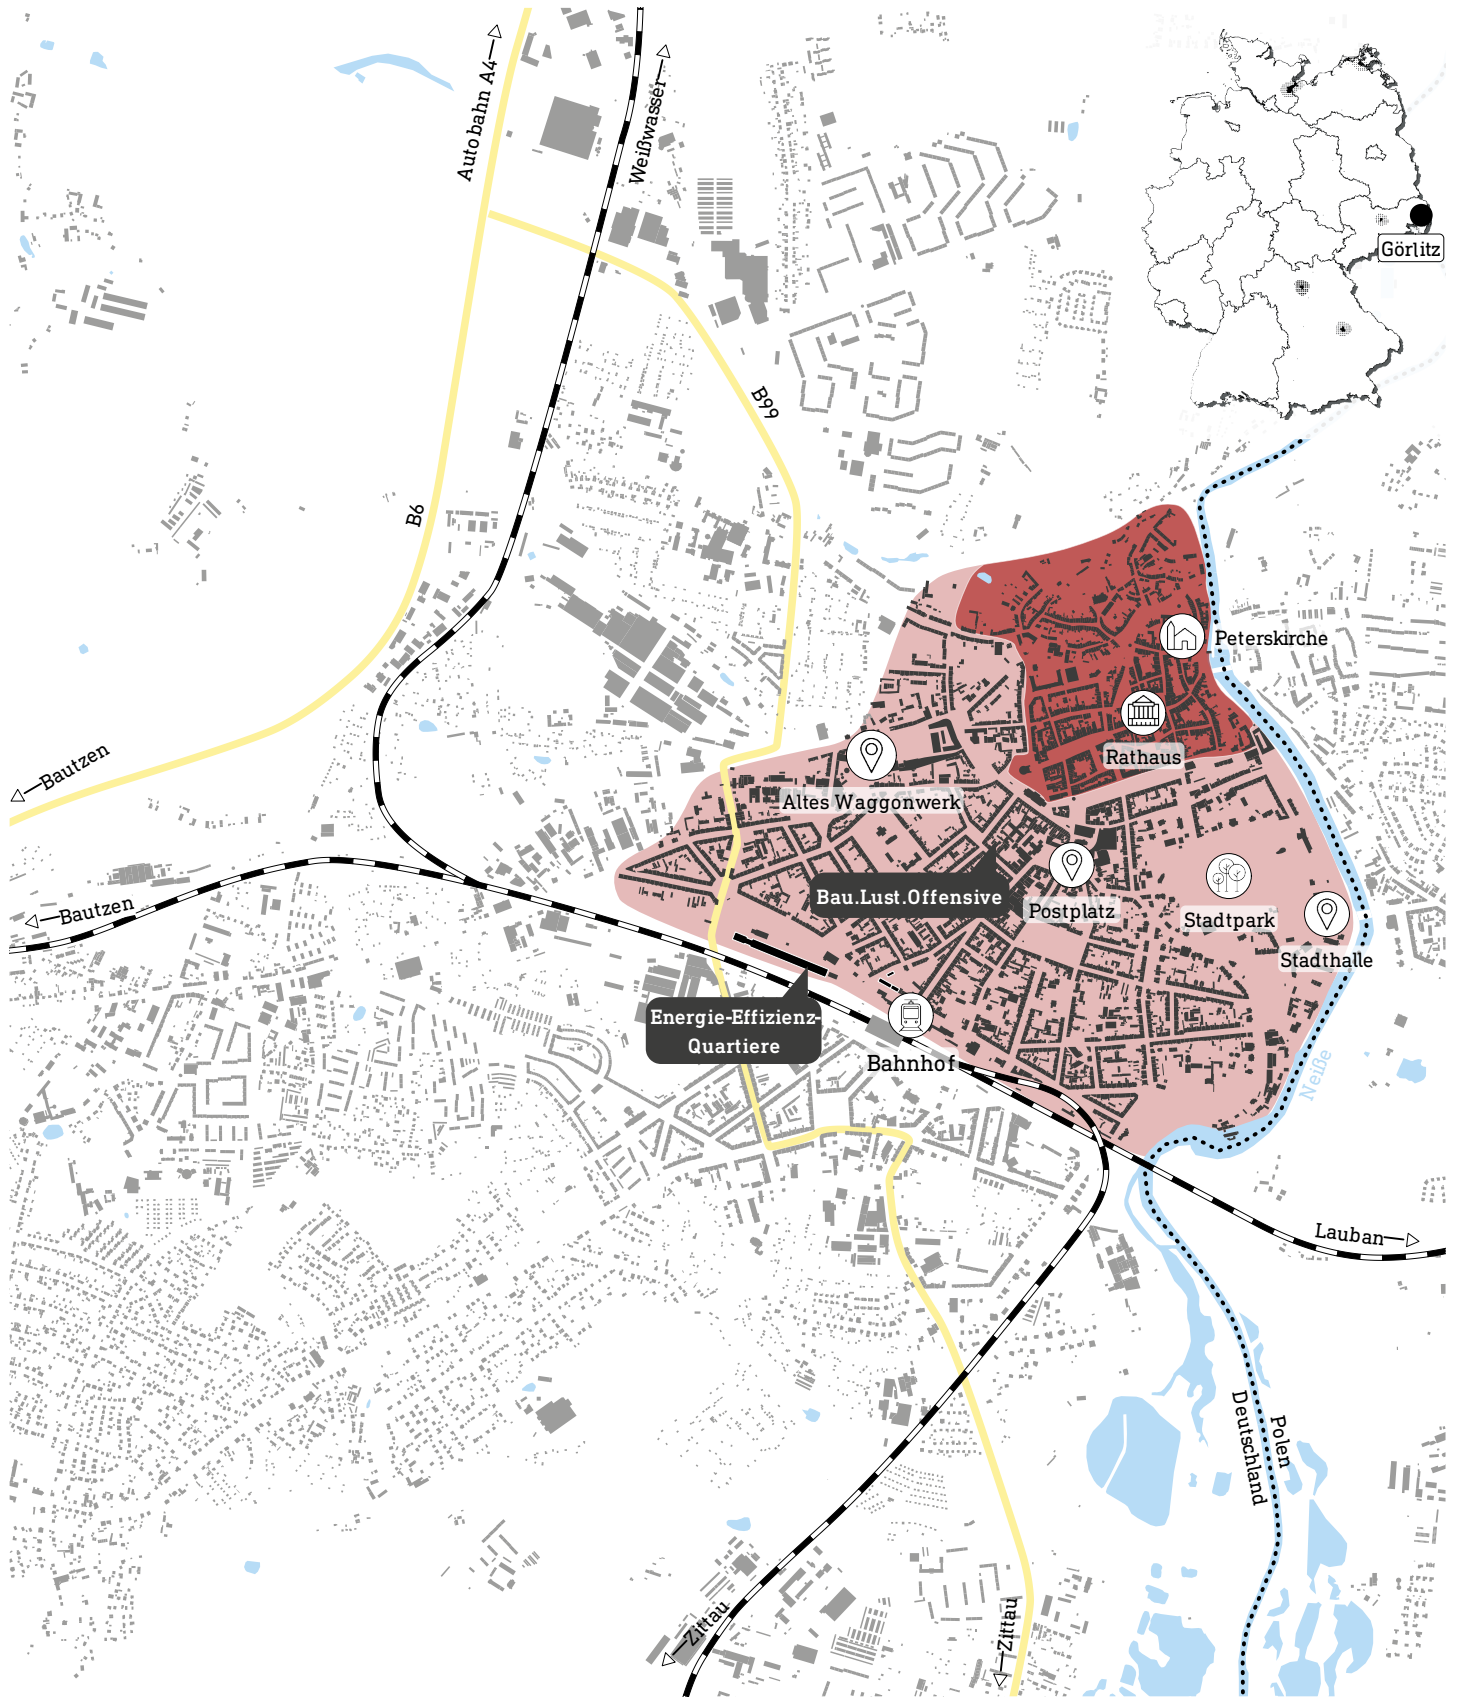 Autobahn A4
Weißwasser
Görlitz
B99
B6
Peterskirche
Rathaus
Bautzen
Altes Waggonwerk
Bau.Lust.Offensive
Postplatz
Bautzen
Stadtpark
Stadthalle
Energie-Effizienz-
Quartiere
Bahnhof
Neiße
Lauban
Polen
Deutschland
Zittau
Zittau